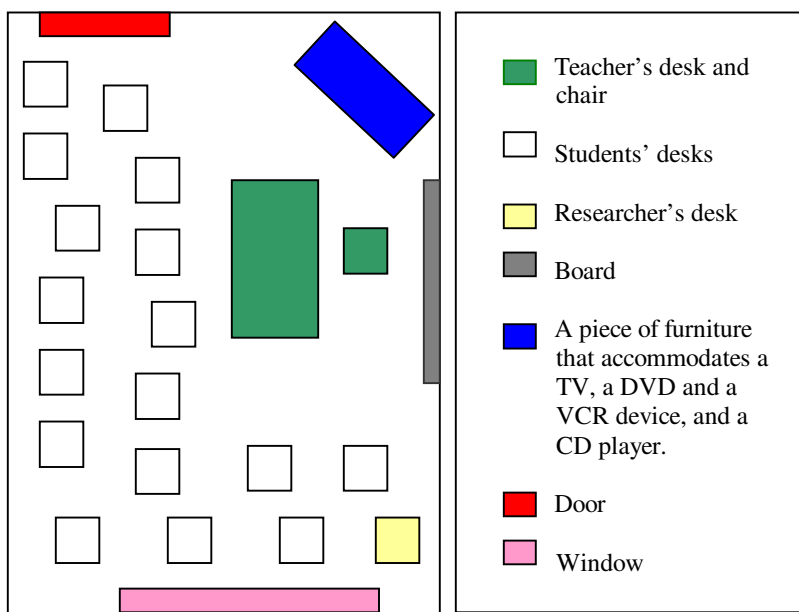 Teacher’s desk and
chair
Students’ desks
Researcher’s desk
Board
A piece of furniture
that accommodates a
TV, a DVD and a
VCR device, and a
CD player.
Door
Window